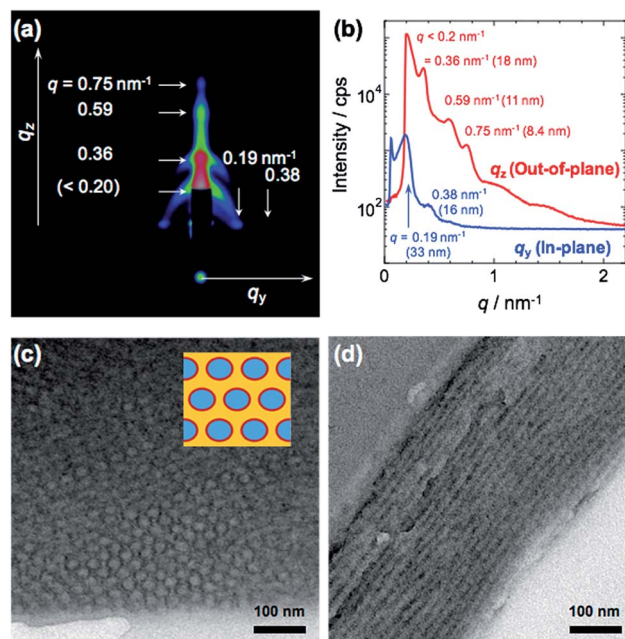 (a)
q = 0.75 nm⁻¹
0.59
0.36
(< 0.20)
0.19 nm⁻¹
0.38
qz
qy
(b)
Intensity / cps
10⁴
10²
q < 0.2 nm⁻¹
= 0.36 nm⁻¹ (18 nm)
0.59 nm⁻¹ (11 nm)
0.75 nm⁻¹ (8.4 nm)
qz (Out-of-plane)
0.38 nm⁻¹
(16 nm)
q = 0.19 nm⁻¹
(33 nm)
qy (In-plane)
0 1 2
q / nm⁻¹
(c)
100 nm
(d)
100 nm